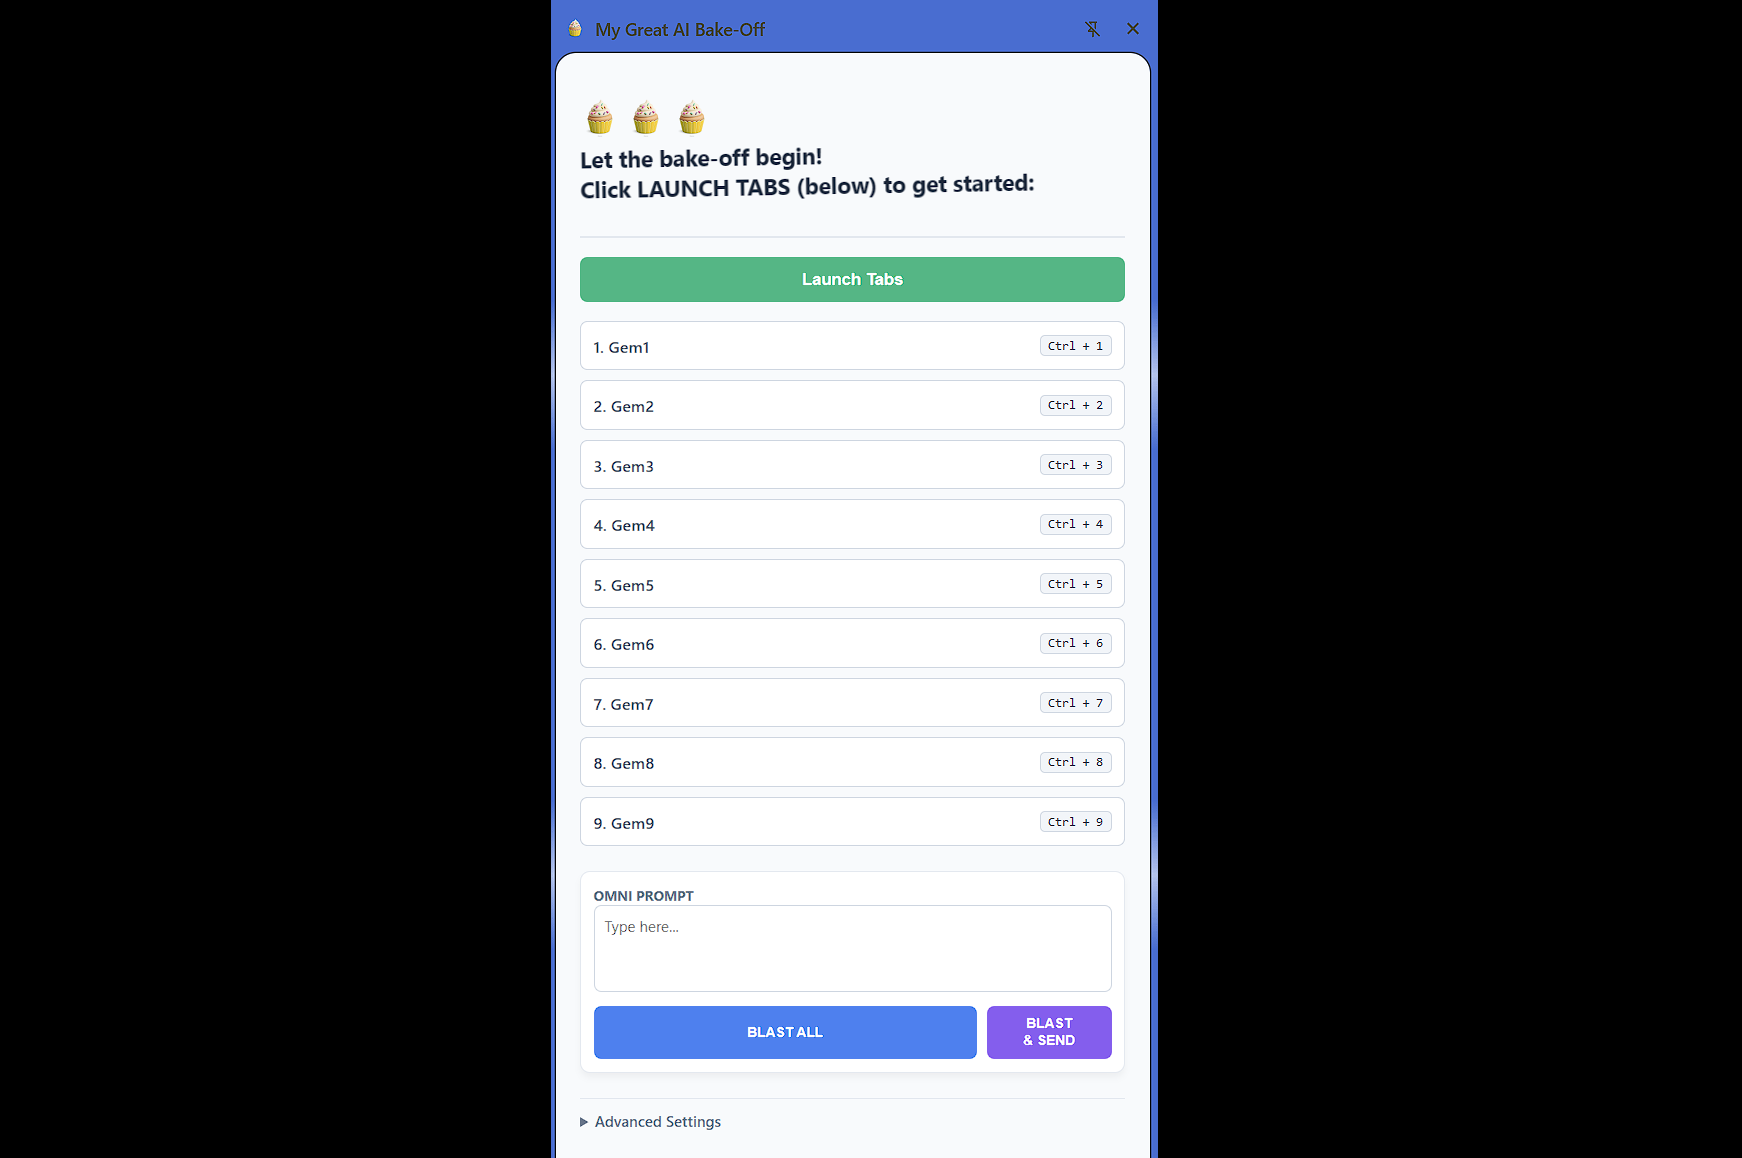 My Great AI Bake-Off
Let the bake-off begin!
Click LAUNCH TABS (below) to get started:
Launch Tabs
1. Gem1 Ctrl + 1
2. Gem2 Ctrl + 2
3. Gem3 Ctrl + 3
4. Gem4 Ctrl + 4
5. Gem5 Ctrl + 5
6. Gem6 Ctrl + 6
7. Gem7 Ctrl + 7
8. Gem8 Ctrl + 8
9. Gem9 Ctrl + 9
OMNI PROMPT
Type here...
BLAST ALL
BLAST
& SEND
Advanced Settings